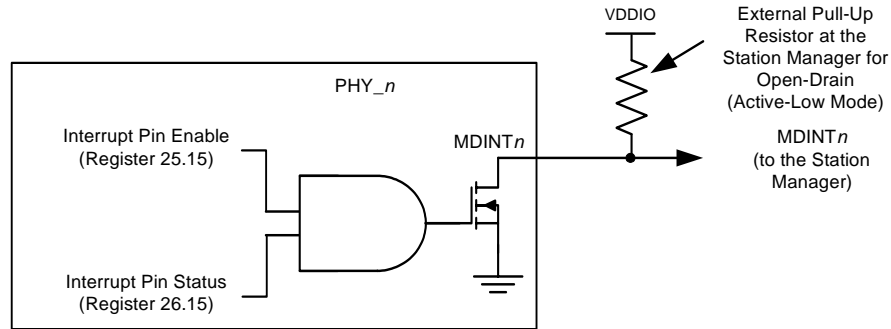 PHY_n
Interrupt Pin Enable
(Register 25.15)
Interrupt Pin Status
(Register 26.15)
MDINTn
VDDIO
External Pull-Up
Resistor at the
Station Manager for
Open-Drain
(Active-Low Mode)
MDINTn
(to the Station
Manager)